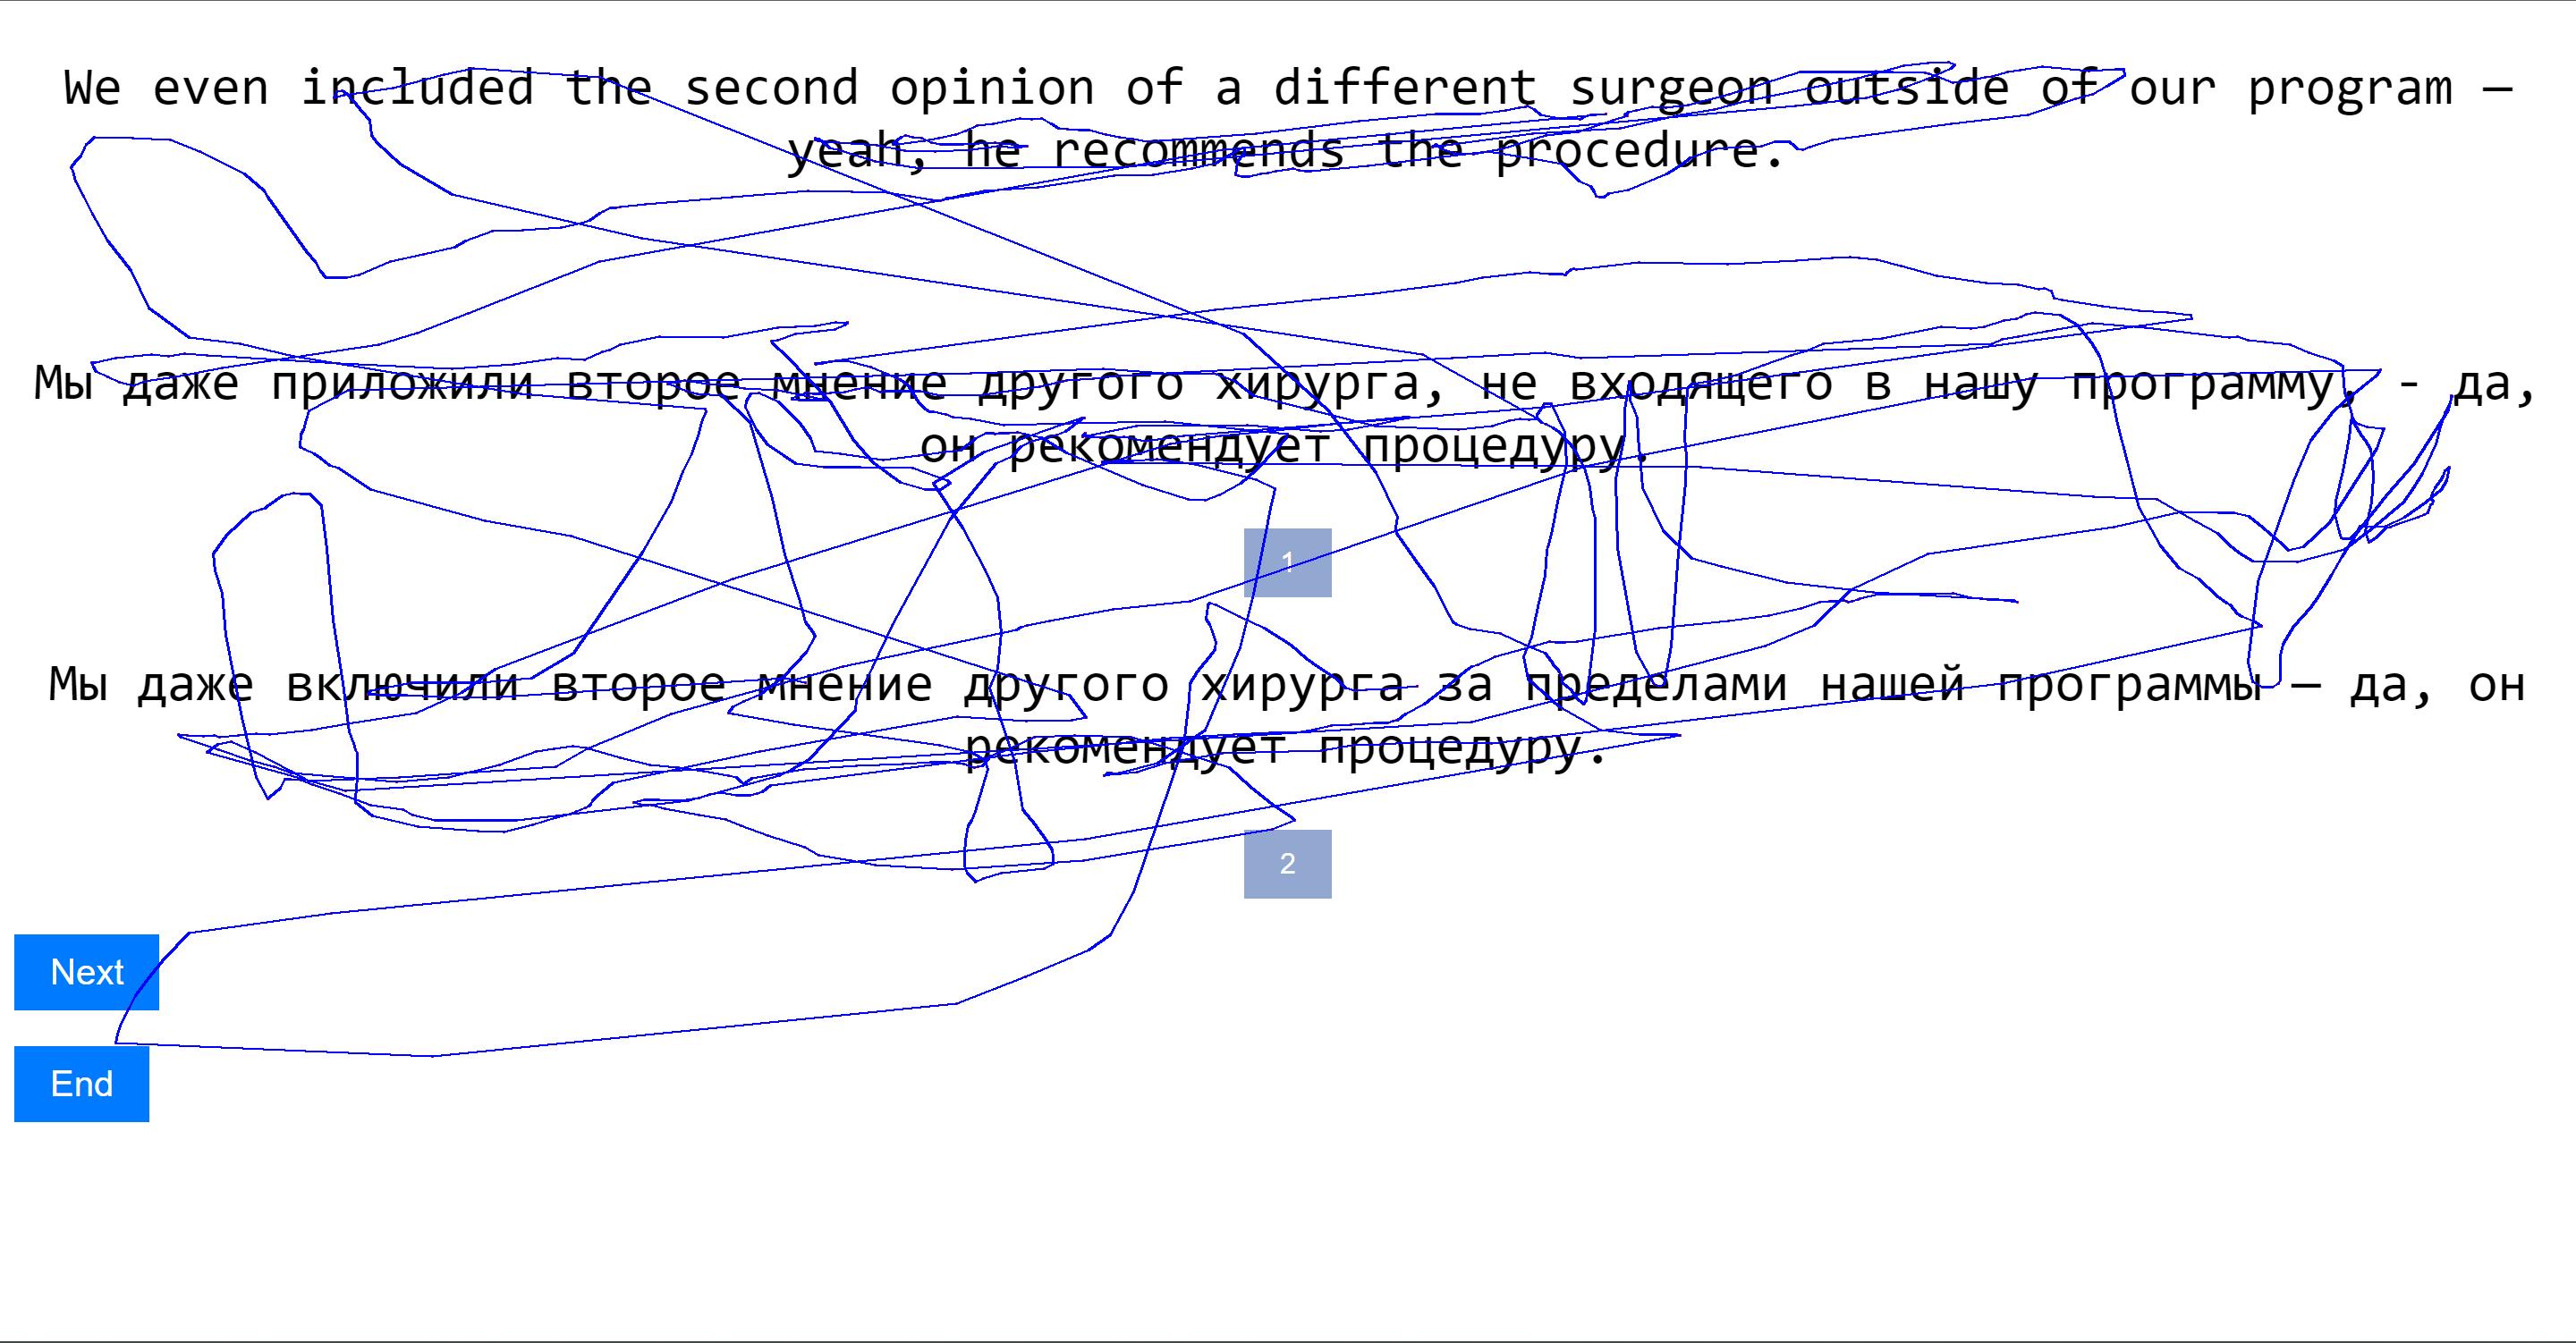 We even included the second opinion of a different surgeon outside of our program —
yeah, he recommends the procedure.
Мы даже приложили второе мнение другого хирурга, не входящего в нашу программу, - да,
он рекомендует процедуру.
1
Мы даже включили второе мнение другого хирурга за пределами нашей программы — да, он
рекомендует процедуру.
2
Next
End